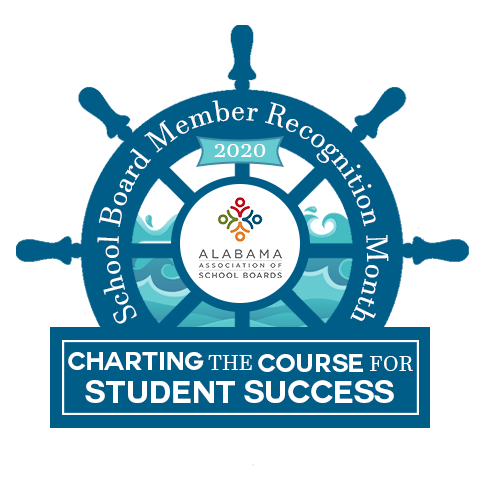 School Board Member Recognition Month
2020
ALABAMA
ASSOCIATION OF
SCHOOL BOARDS
CHARTING THE COURSE FOR
STUDENT SUCCESS